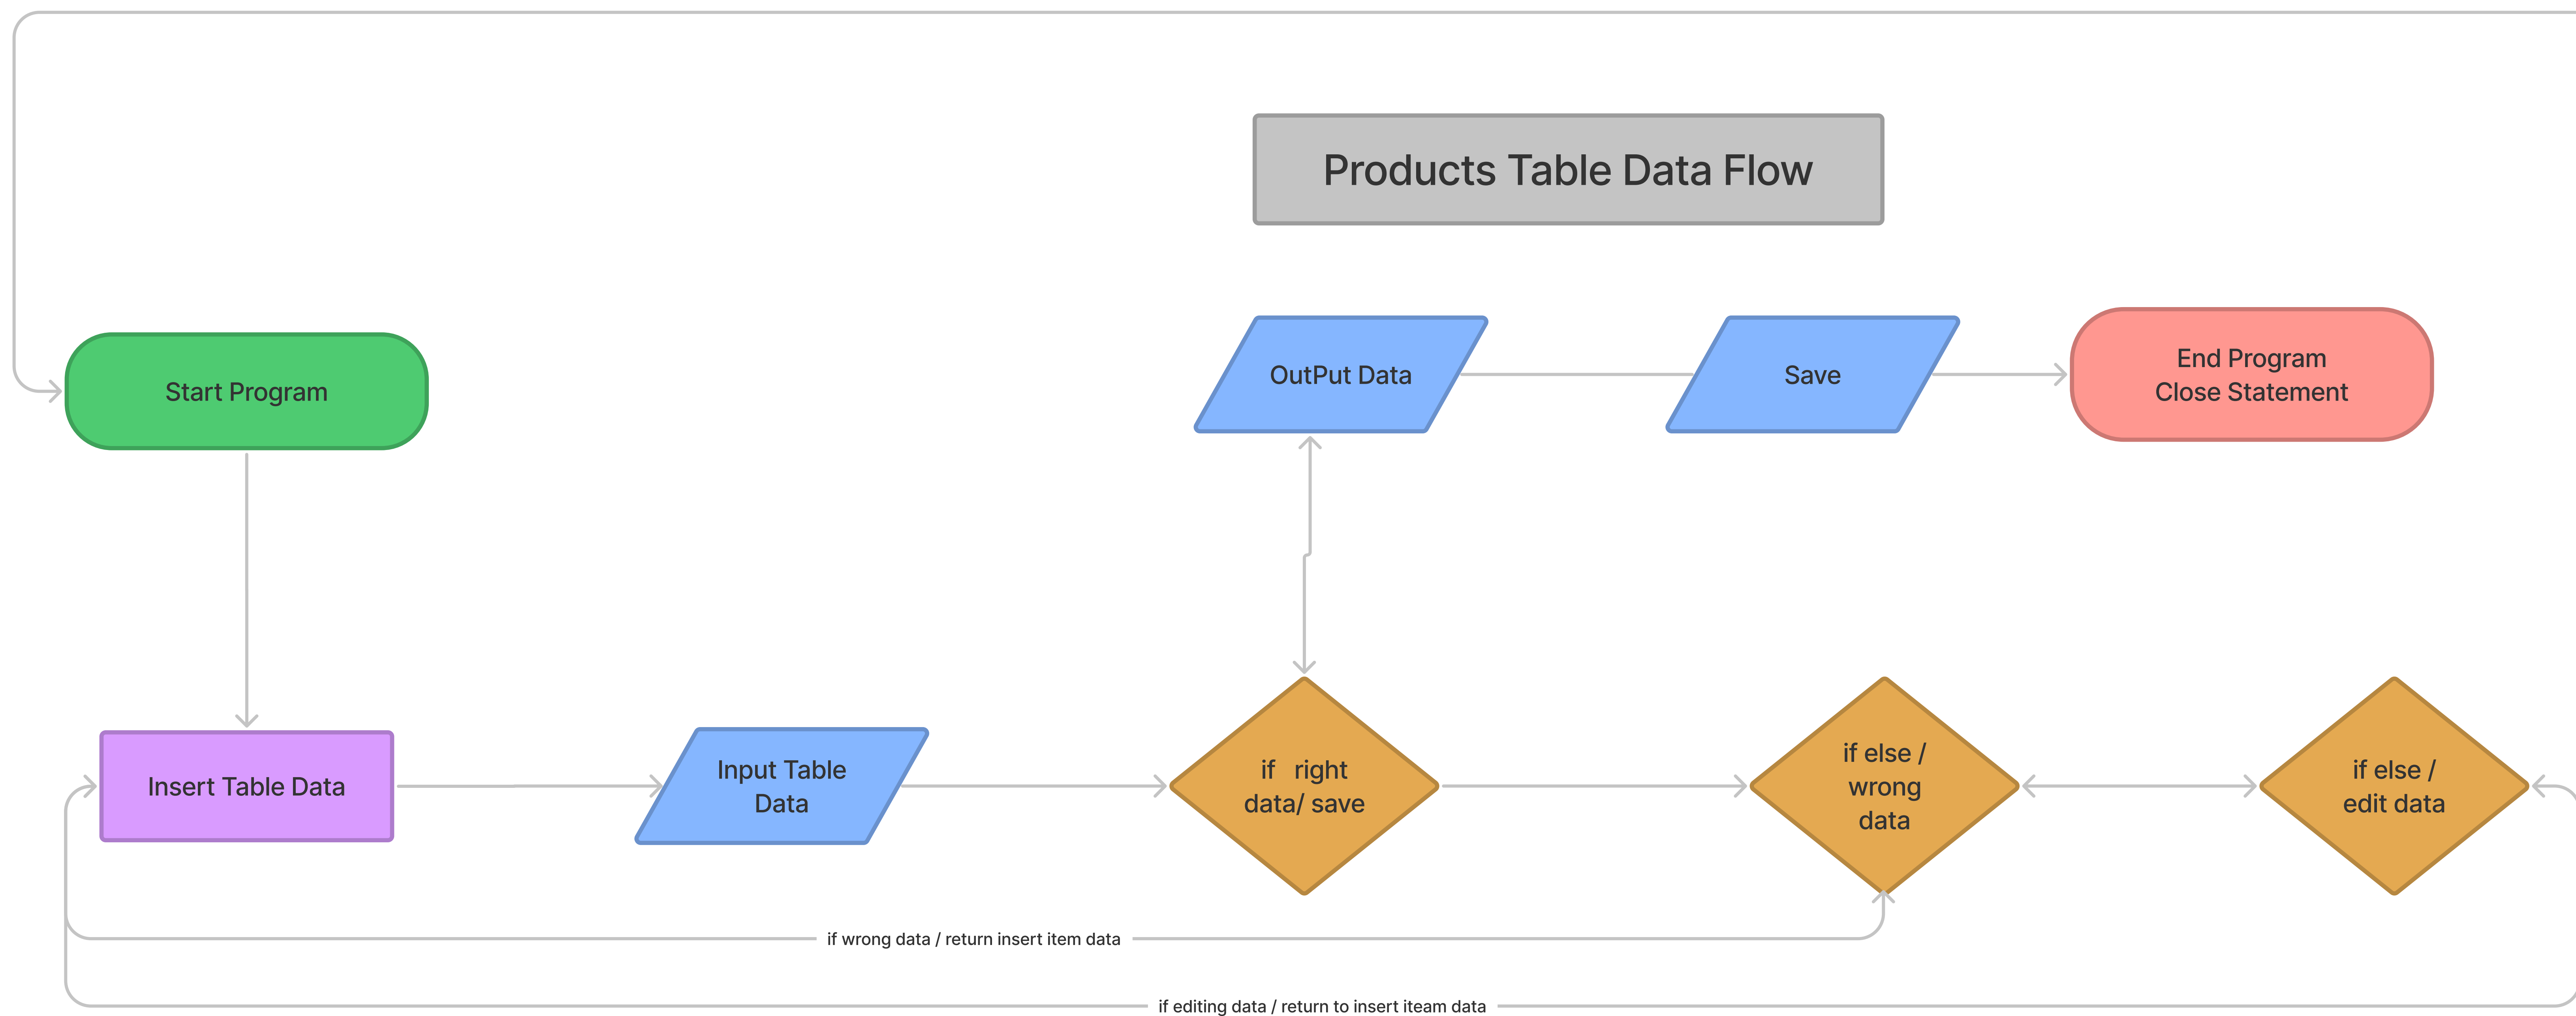 Products Table Data Flow
Start Program
OutPut Data
Save
End Program
Close Statement
Insert Table Data
Input Table
Data
if right
data/ save
if else /
wrong
data
if else /
edit data
if wrong data / return insert item data
if editing data / return to insert iteam data